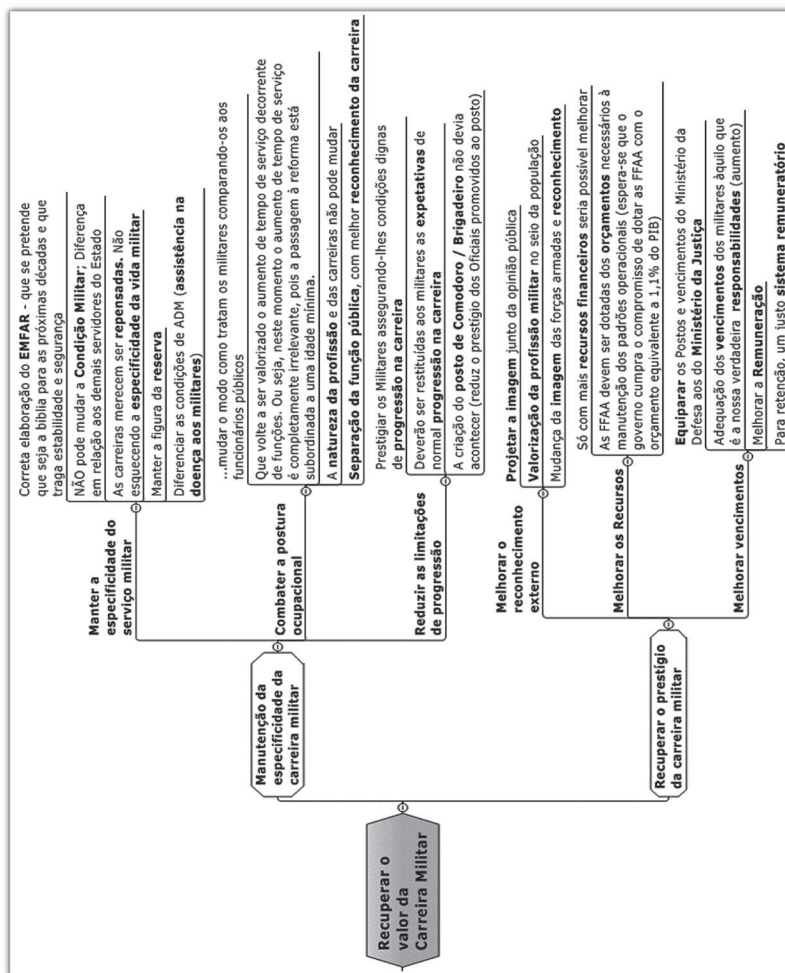 Recuperar o
valor da
Carreira Militar
Manutenção da
especificidade da
carreira militar
Manter a
especificidade do
serviço militar
Correta elaboração do EMFAR - que se pretende
que seja a bíblia para as próximas décadas e que
traga estabilidade e segurança
NÃO pode mudar a Condição Militar; Diferença
em relação aos demais servidores do Estado
As carreiras merecem ser repensadas. Não
esquecendo a especificidade da vida militar
Manter a figura da reserva
Diferenciar as condições de ADM (assistência na
doença aos militares)
Combater a postura
ocupacional
...mudar o modo como tratam os militares comparando-os aos
funcionários públicos
Que volte a ser valorizado o aumento de tempo de serviço decorrente
de funções. Ou seja, neste momento o aumento de tempo de serviço
é completamente irrelevante, pois a passagem à reforma está
subordinada a uma idade mínima.
A natureza da profissão e das carreiras não pode mudar
Separação da função pública, com melhor reconhecimento da carreira
Reduzir as limitações
de progressão
Prestigiar os Militares assegurando-lhes condições dignas
de progressão na carreira
Deverão ser restituídas aos militares as expetativas de
normal progressão na carreira
A criação do posto de Comodoro / Brigadeiro não devia
acontecer (reduz o prestígio dos Oficiais promovidos ao posto)
Recuperar o prestígio
da carreira militar
Melhorar o
reconhecimento
externo
Projetar a imagem junto da opinião pública
Valorização da profissão militar no seio da população
Mudança da imagem das forças armadas e reconhecimento
Melhorar os Recursos
Só com mais recursos financeiros seria possível melhorar
As FFAA devem ser dotadas dos orçamentos necessários à
manutenção dos padrões operacionais (espera-se que o
governo cumpra o compromisso de dotar as FFAA com o
orçamento equivalente a 1,1% do PIB)
Melhorar vencimentos
Equiparar os Postos e vencimentos do Ministério da
Defesa aos do Ministério da Justiça
Adequação dos vencimentos dos militares àquilo que
é a nossa verdadeira responsabilidades (aumento)
Melhorar a Remuneração
Para retenção, um justo sistema remuneratório